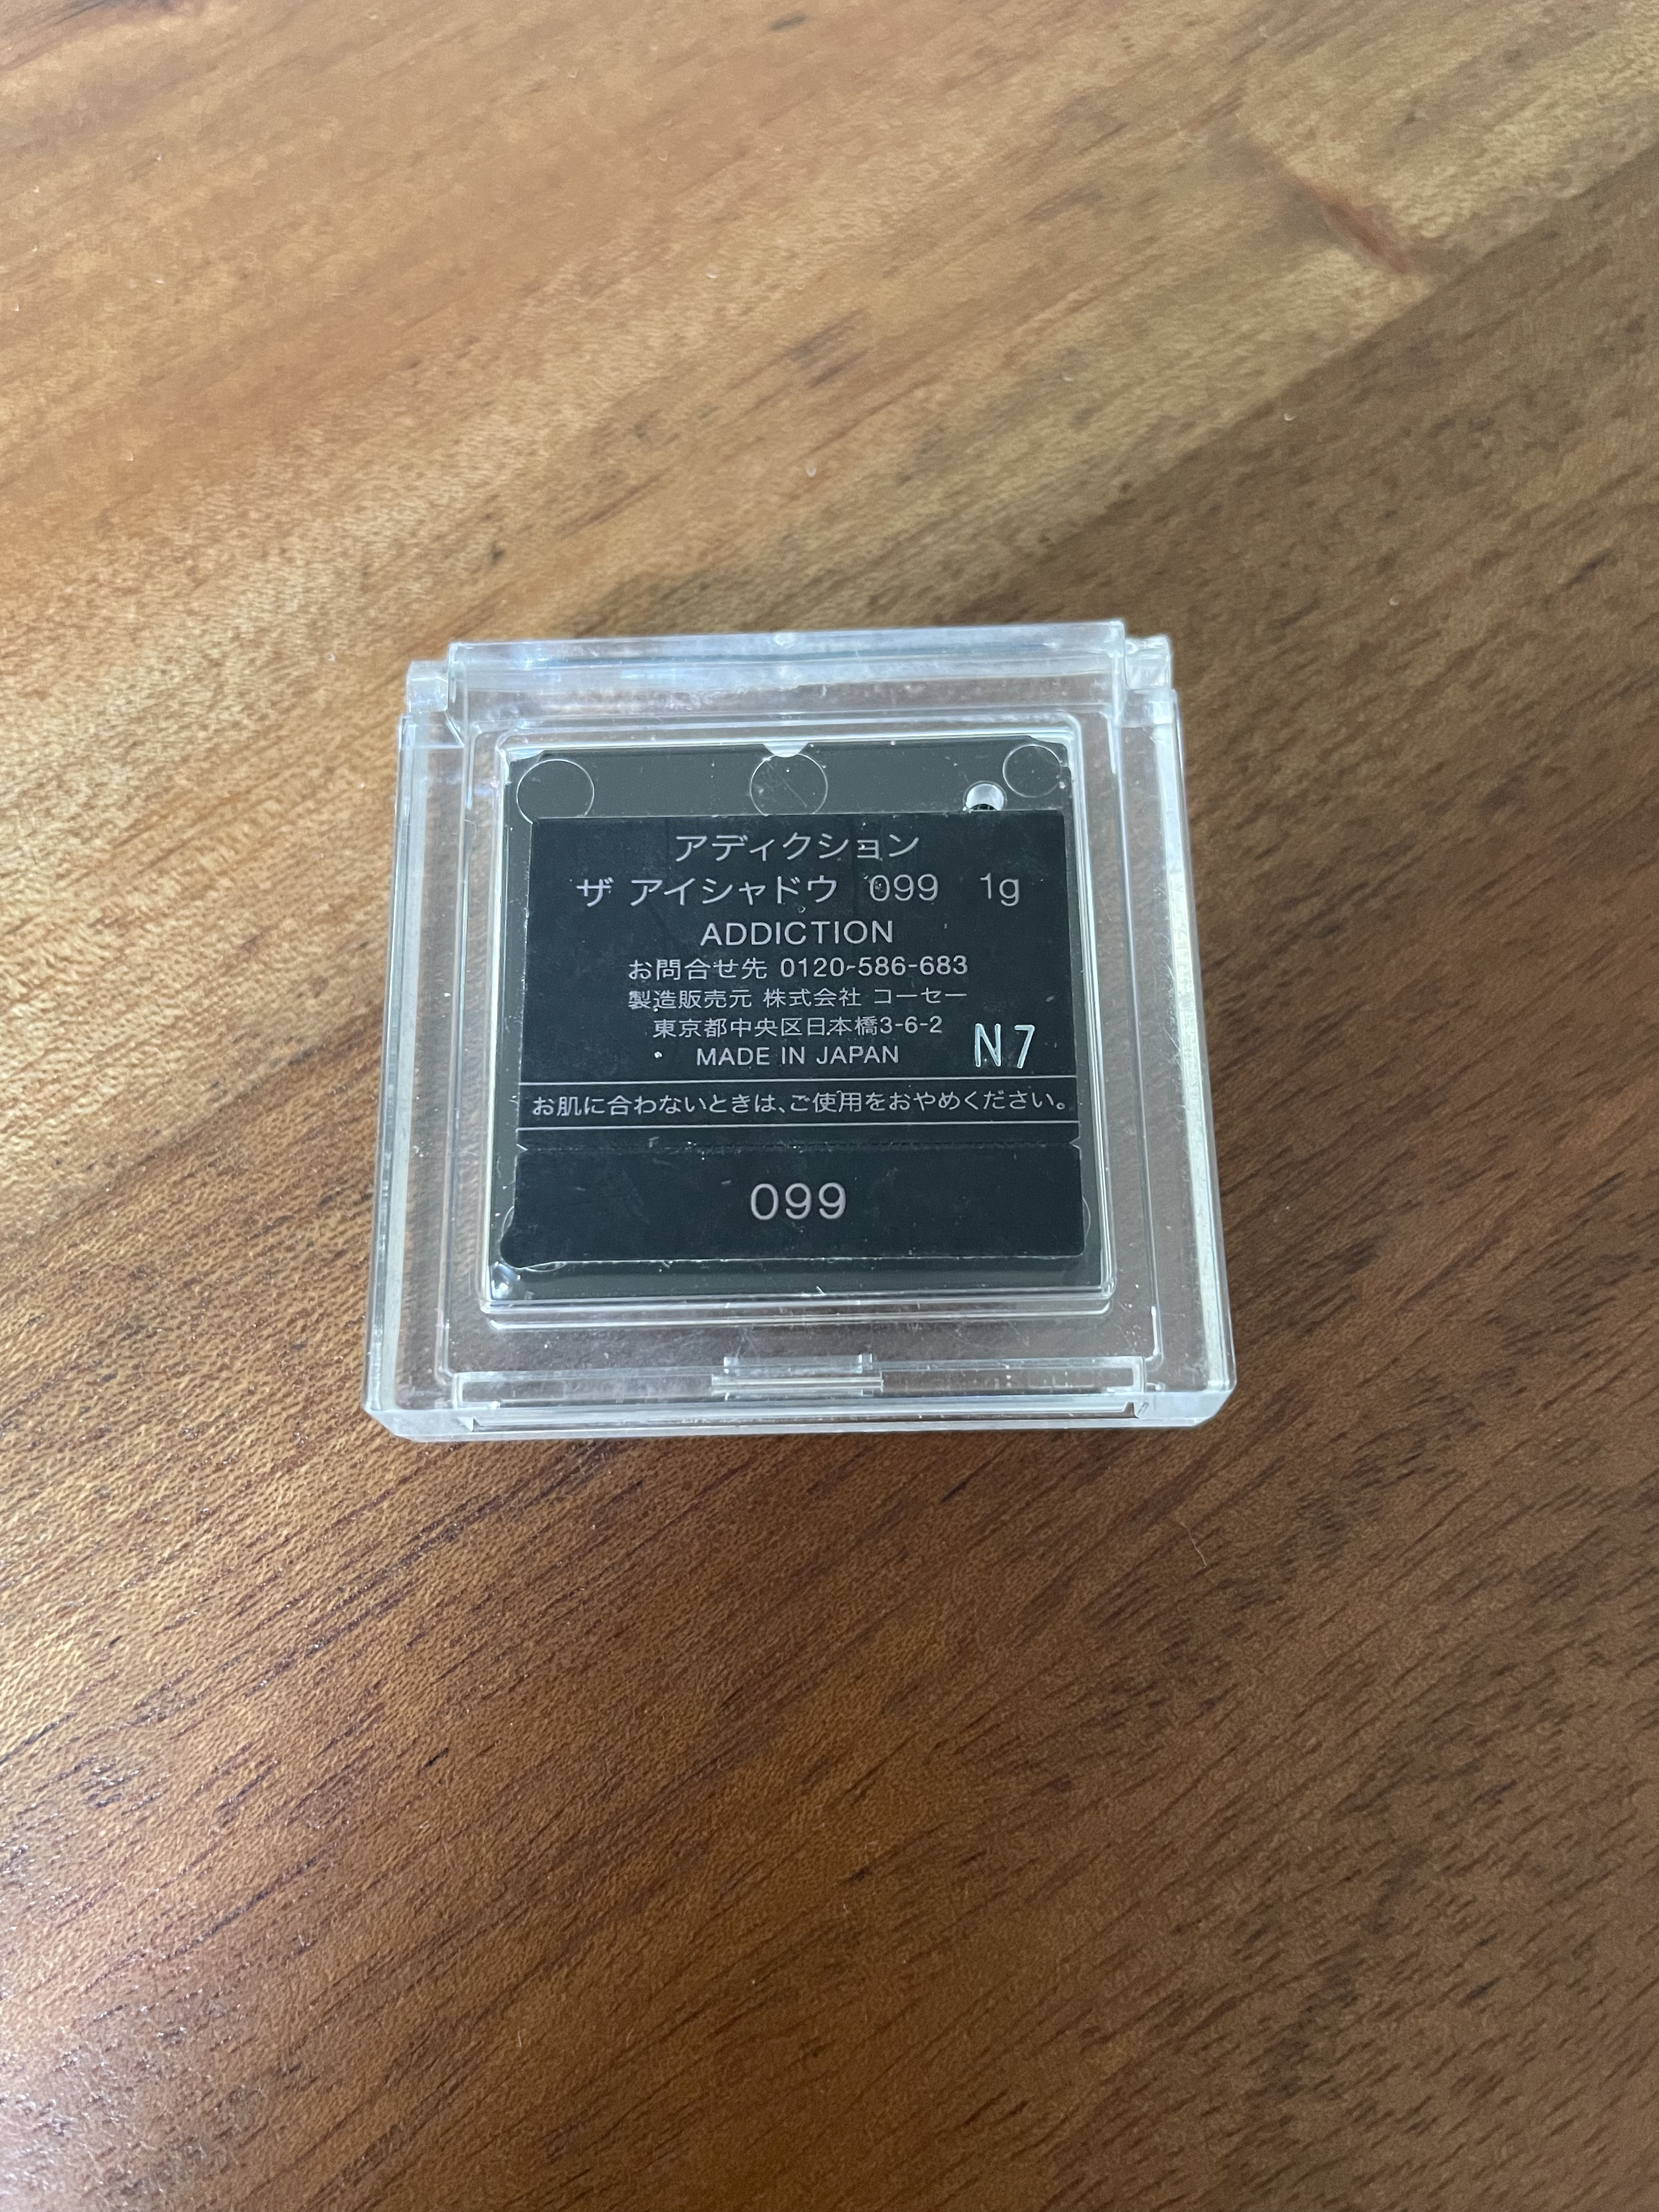 アディクション
ザ アイシャドウ 099 1g
ADDICTION
お問合せ先 0120-586-683
製造販売元 株式会社 コーセー
東京都中央区日本橋3-6-2
MADE IN JAPAN N7
お肌に合わないときは、ご使用をおやめください。
099